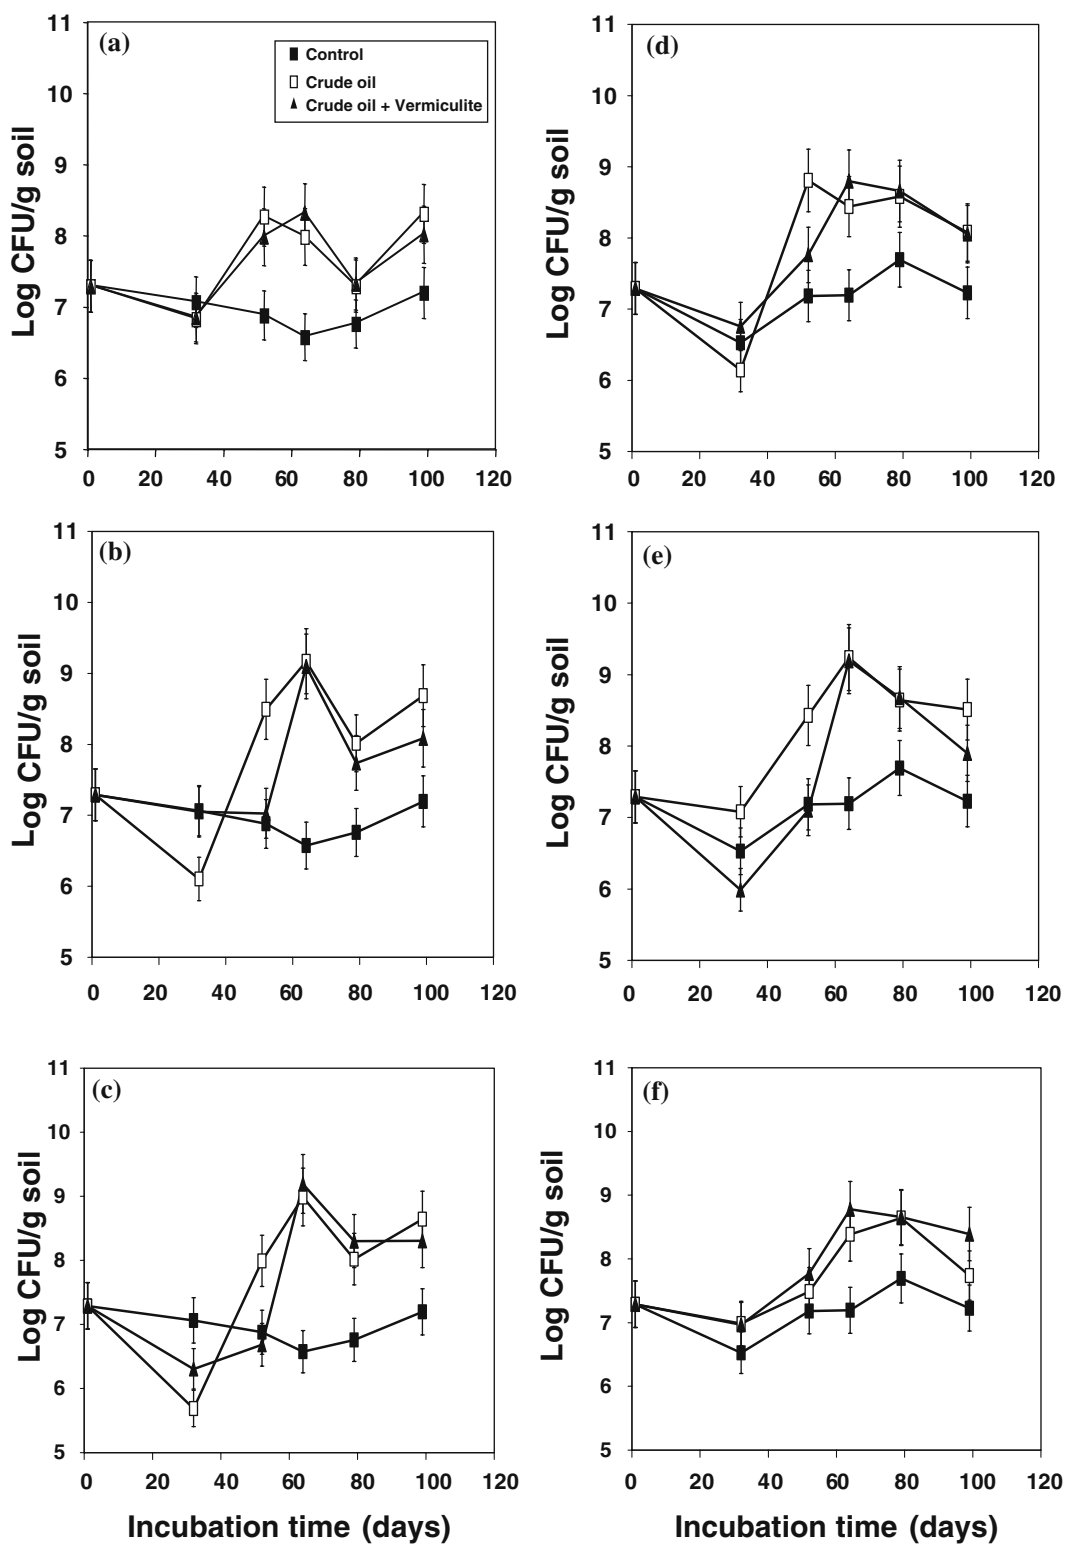 (a)
Control
Crude oil
Crude oil + Vermiculite
Log CFU/g soil
11
10
9
8
7
6
5
0 20 40 60 80 100 120
(d)
Log CFU/g soil
11
10
9
8
7
6
5
0 20 40 60 80 100 120
(b)
Log CFU/g soil
11
10
9
8
7
6
5
0 20 40 60 80 100 120
(e)
Log CFU/g soil
11
10
9
8
7
6
5
0 20 40 60 80 100 120
(c)
Log CFU/g soil
11
10
9
8
7
6
5
0 20 40 60 80 100 120
Incubation time (days)
(f)
Log CFU/g soil
11
10
9
8
7
6
5
0 20 40 60 80 100 120
Incubation time (days)